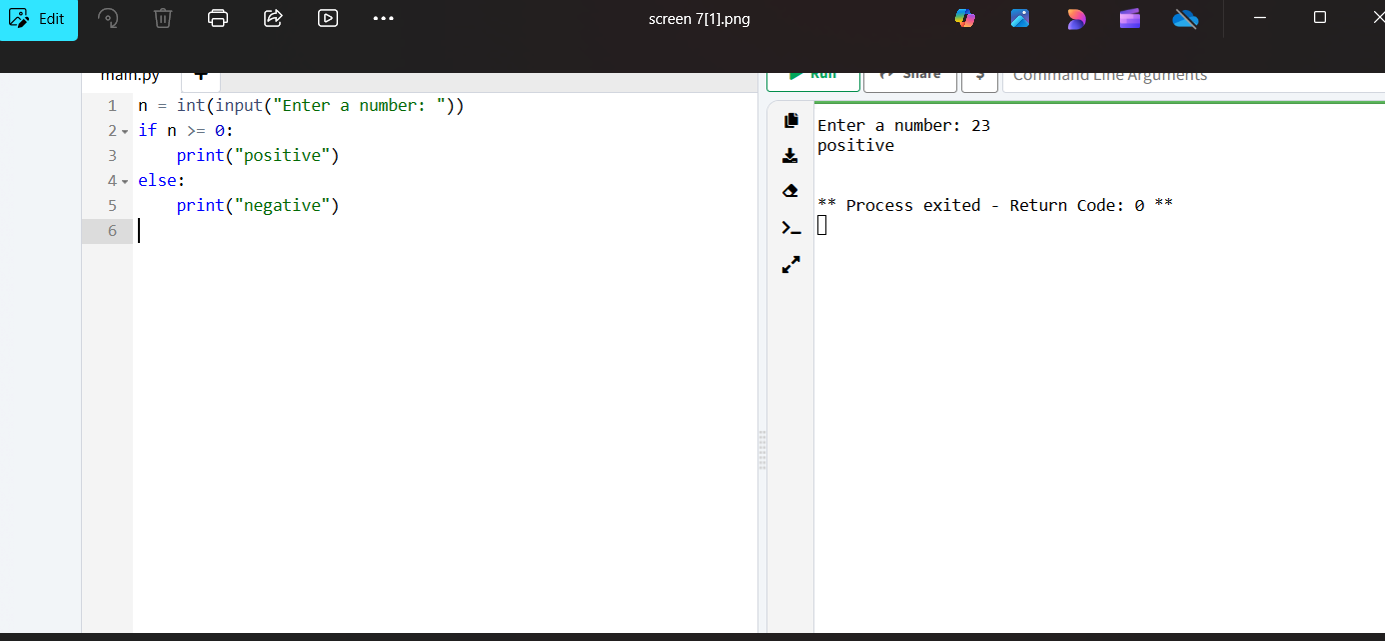 Edit
screen 7[1].png
main.py +
Run Share $ Command Line Arguments
1 n = int(input("Enter a number: "))
2 if n >= 0:
3     print("positive")
4 else:
5     print("negative")
6
Enter a number: 23
positive
** Process exited - Return Code: 0 **